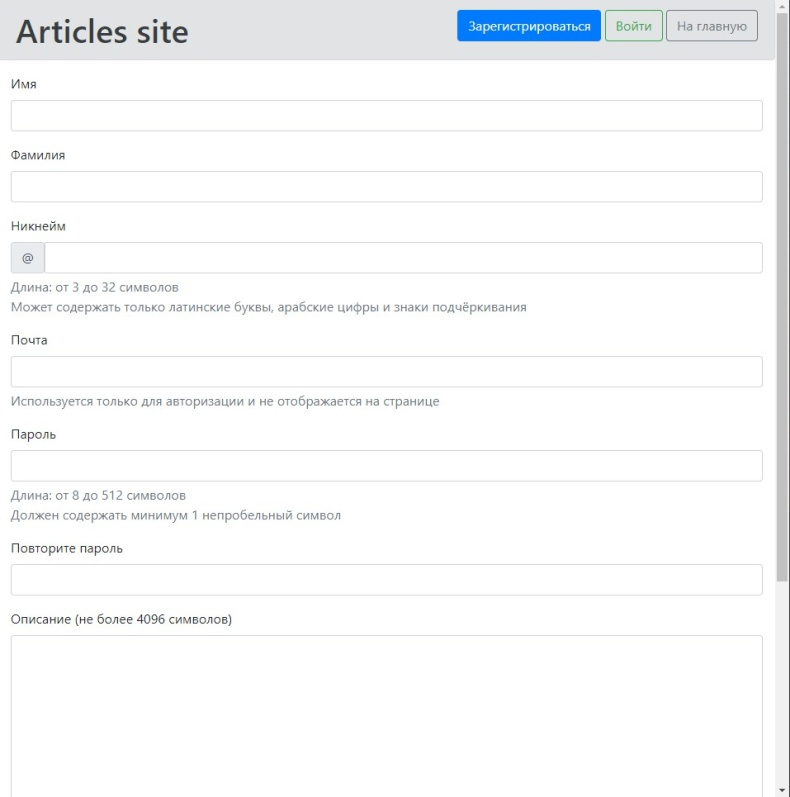 Articles site
Зарегистрироваться Войти На главную
Имя
Фамилия
Никнейм
@
Длина: от 3 до 32 символов
Может содержать только латинские буквы, арабские цифры и знаки подчёркивания
Почта
Используется только для авторизации и не отображается на странице
Пароль
Длина: от 8 до 512 символов
Должен содержать минимум 1 непробельный символ
Повторите пароль
Описание (не более 4096 символов)